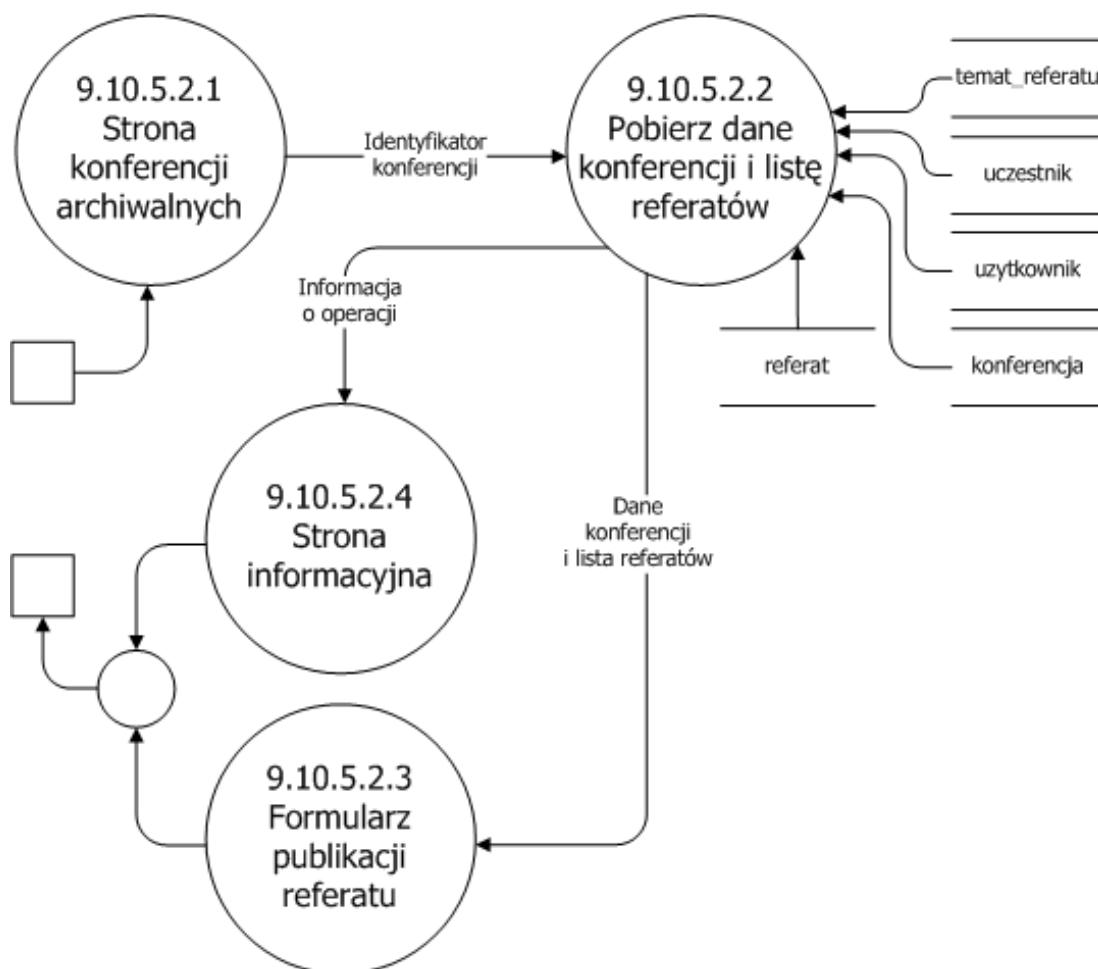 9.10.5.2.1
Strona
konferencji
archiwalnych
Identyfikator
konferencji
9.10.5.2.2
Pobierz dane
konferencji i listę
referatów
temat_referatu
uczestnik
uzytkownik
konferencja
referat
Informacja
o operacji
9.10.5.2.4
Strona
informacyjna
Dane
konferencji
i lista referatów
9.10.5.2.3
Formularz
publikacji
referatu